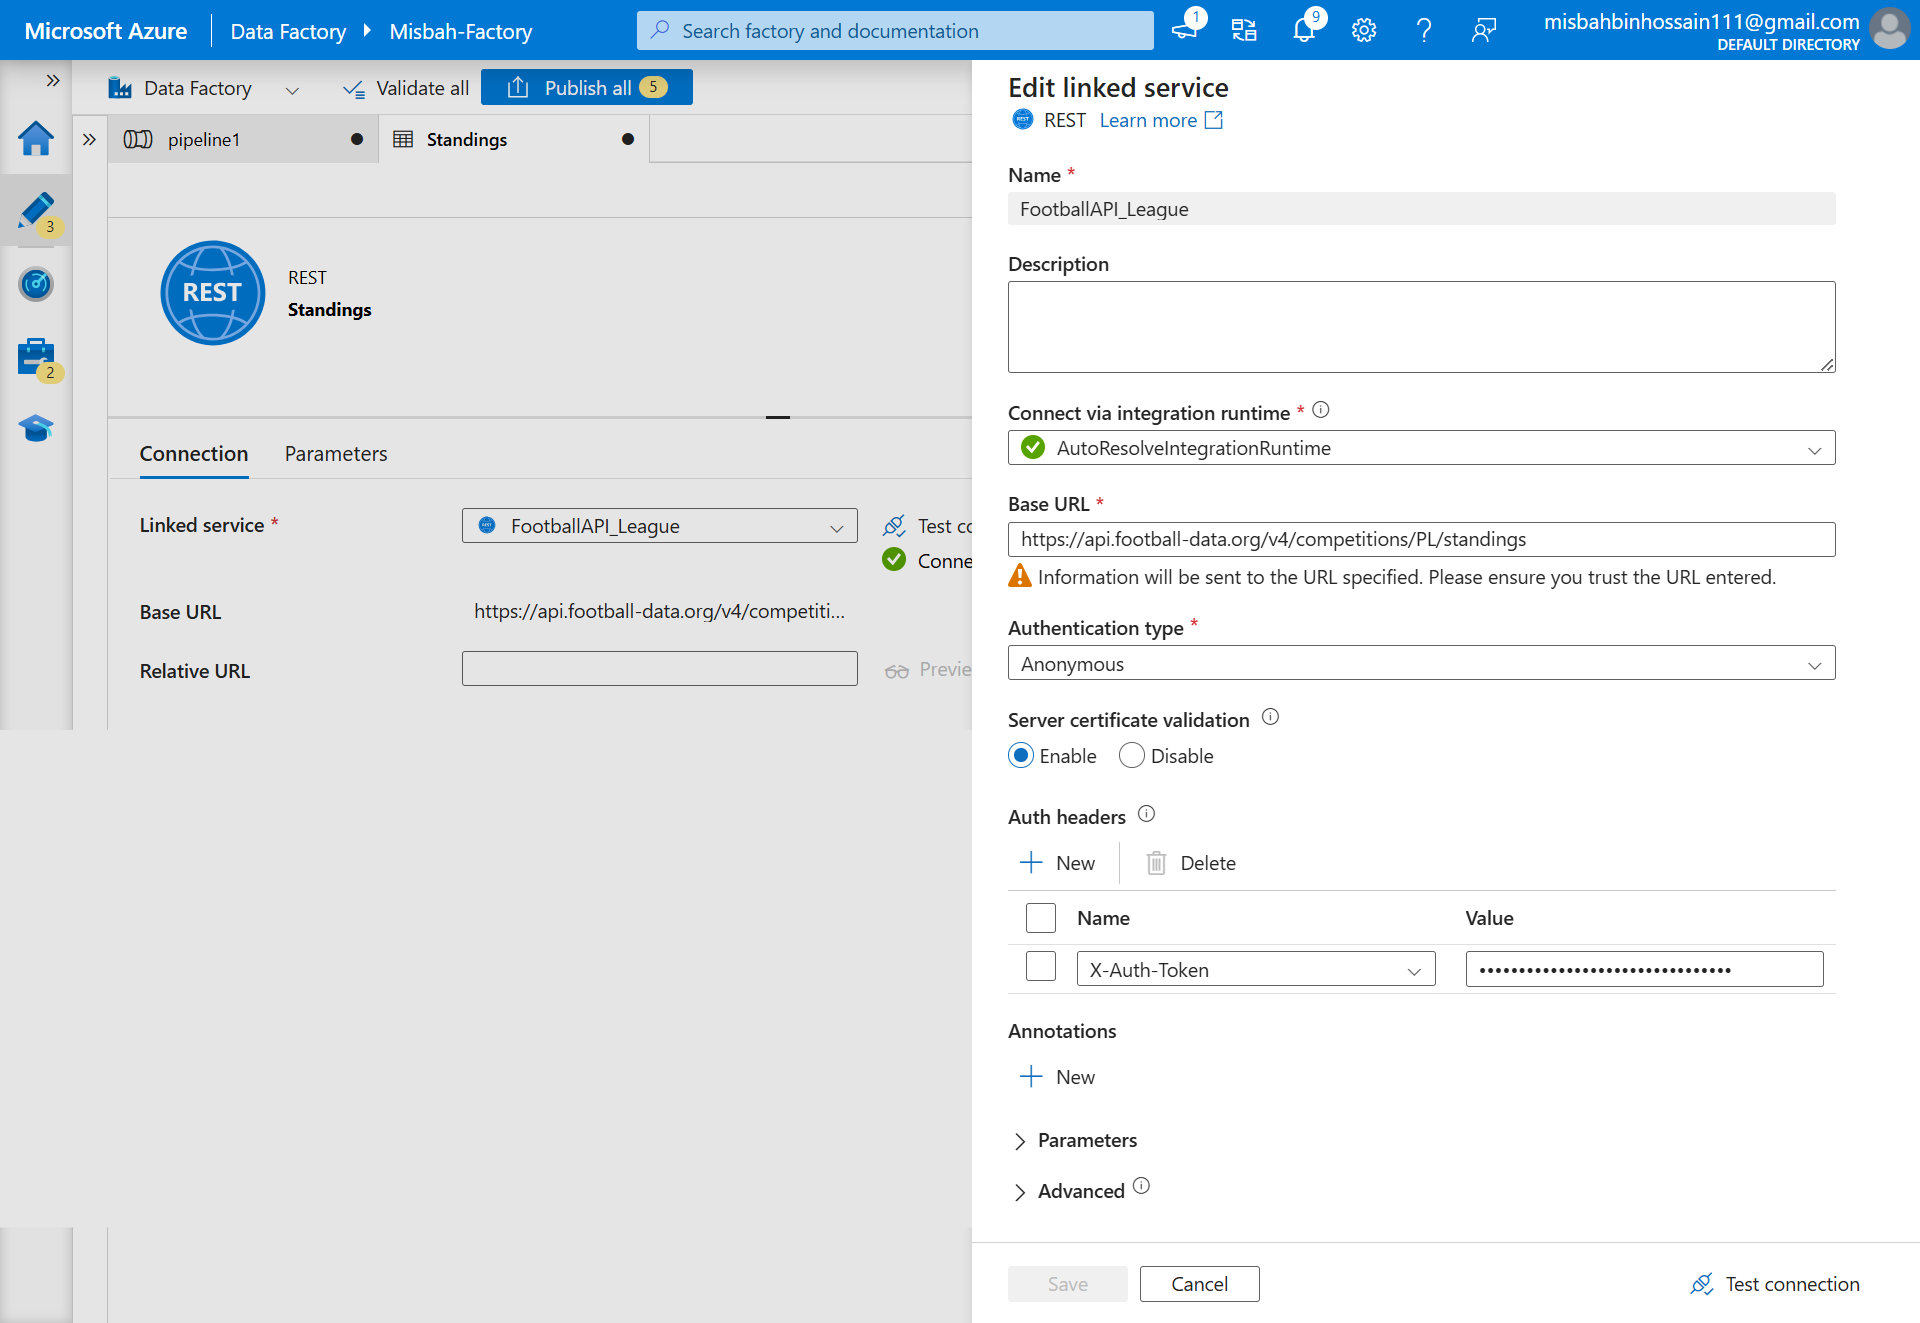 Microsoft Azure
Data Factory
Misbah-Factory
Search factory and documentation
1
9
misbahbinhossain111@gmail.com
DEFAULT DIRECTORY
Data Factory
Validate all
Publish all 5
pipeline1
Standings
3
2
REST
REST
Standings
Connection
Parameters
Linked service *
FootballAPI_League
Test co
Conne
Base URL
https://api.football-data.org/v4/competiti...
Relative URL
Previe
Edit linked service
REST Learn more
Name *
FootballAPI_League
Description
Connect via integration runtime *
AutoResolveIntegrationRuntime
Base URL *
https://api.football-data.org/v4/competitions/PL/standings
Information will be sent to the URL specified. Please ensure you trust the URL entered.
Authentication type *
Anonymous
Server certificate validation
Enable Disable
Auth headers
New Delete
Name Value
X-Auth-Token ••••••••••••••••••••••••••••••••
Annotations
New
Parameters
Advanced
Save Cancel Test connection